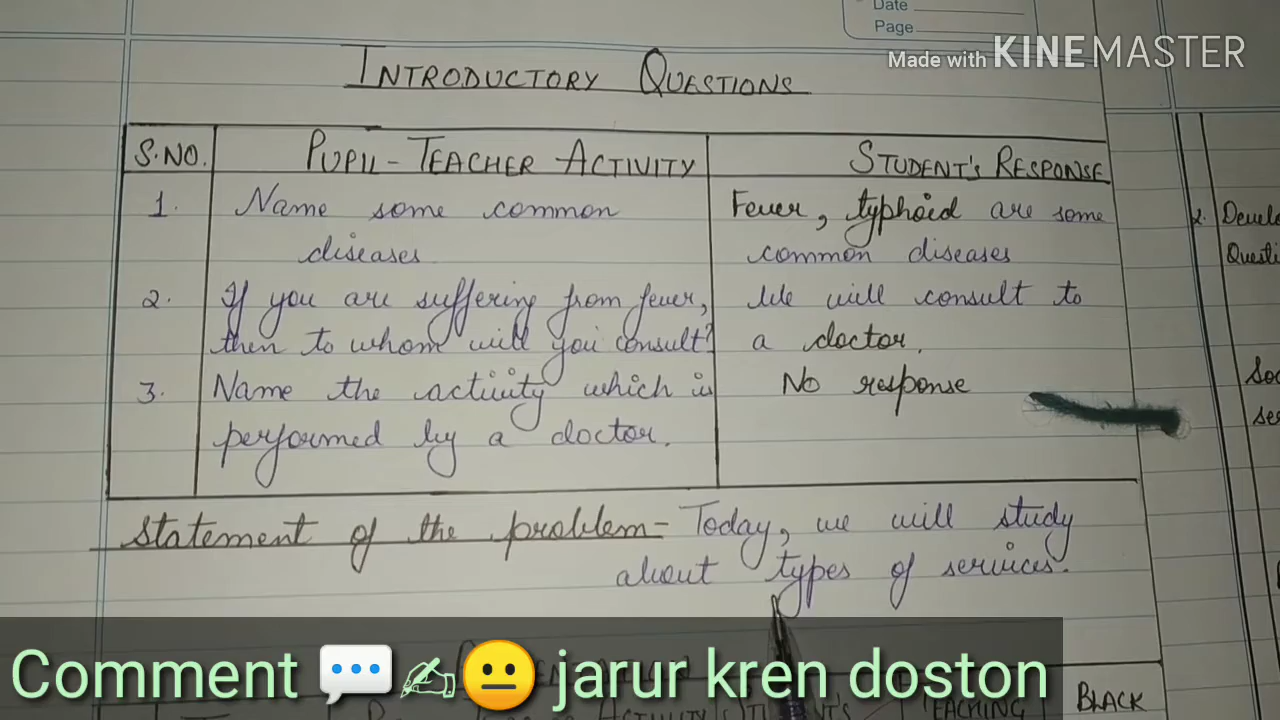 Date
Page
Made with KINEMASTER
INTRODUCTORY QUESTIONS
S.NO. PUPIL-TEACHER ACTIVITY STUDENT'S RESPONSE
1. Name some common diseases Fever, typhoid are some common diseases
2. If you are suffering from fever, then to whom will you consult? We will consult to a doctor.
3. Name the activity which is performed by a doctor. No response
Statement of the problem - Today, we will study
about types of services.
2.
Comment 💬✍😐 jarur kren doston
BLACK